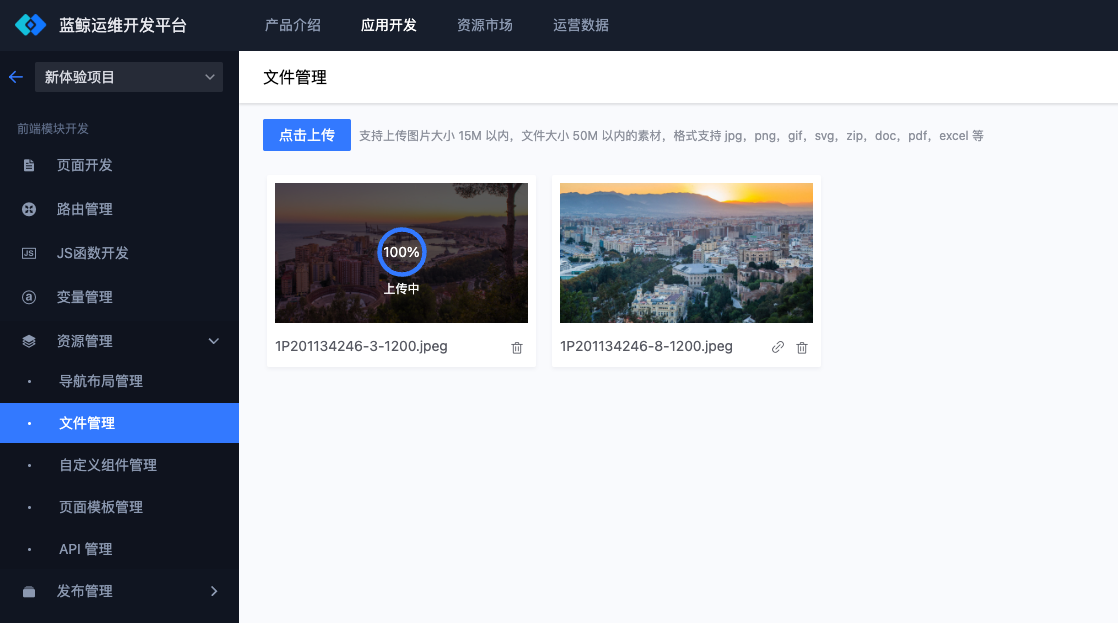 蓝鲸运维开发平台 产品介绍 应用开发 资源市场 运营数据
新体验项目
前端模块开发
页面开发
路由管理
JS JS函数开发
a 变量管理
资源管理
导航布局管理
文件管理
自定义组件管理
页面模板管理
API 管理
发布管理
文件管理
点击上传 支持上传图片大小 15M 以内，文件大小 50M 以内的素材，格式支持 jpg，png，gif，svg，zip，doc，pdf，excel 等
100%
上传中
1P201134246-3-1200.jpeg
1P201134246-8-1200.jpeg